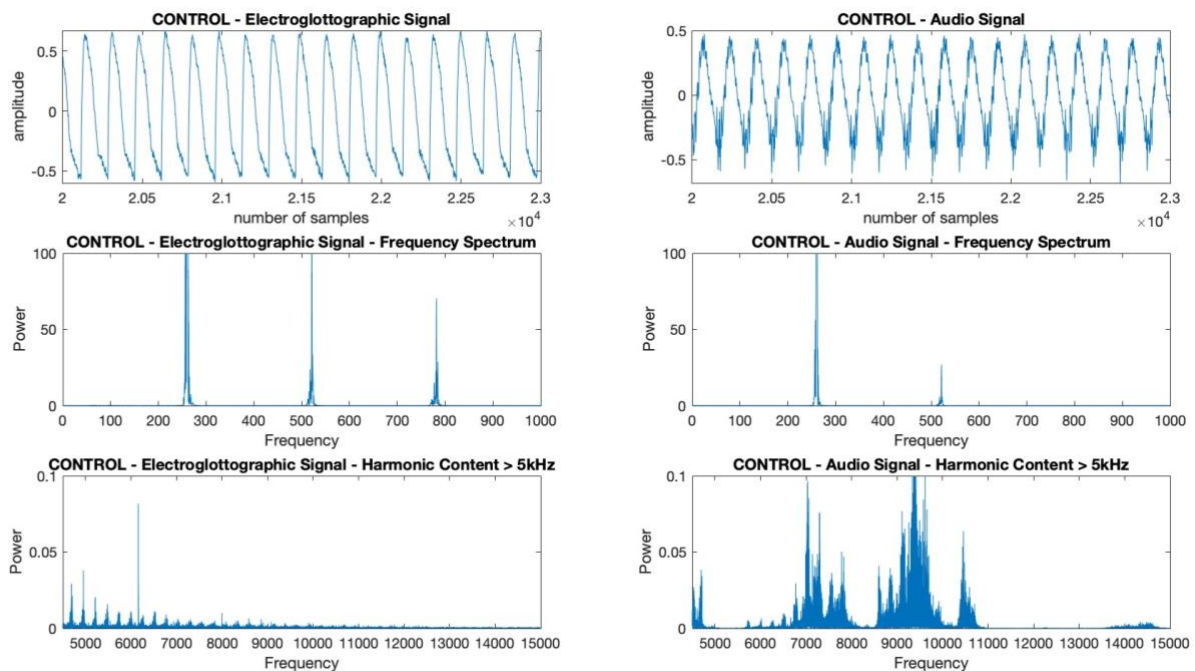 CONTROL - Electroglottographic Signal
0.5
0
-0.5
amplitude
2 2.05 2.1 2.15 2.2 2.25 2.3
number of samples
×10⁴
CONTROL - Audio Signal
0.5
0
-0.5
amplitude
2 2.05 2.1 2.15 2.2 2.25 2.3
number of samples
×10⁴
CONTROL - Electroglottographic Signal - Frequency Spectrum
100
50
0
Power
0 100 200 300 400 500 600 700 800 900 1000
Frequency
CONTROL - Audio Signal - Frequency Spectrum
100
50
0
Power
0 100 200 300 400 500 600 700 800 900 1000
Frequency
CONTROL - Electroglottographic Signal - Harmonic Content > 5kHz
0.1
0.05
0
Power
5000 6000 7000 8000 9000 10000 11000 12000 13000 14000 15000
Frequency
CONTROL - Audio Signal - Harmonic Content > 5kHz
0.1
0.05
0
Power
5000 6000 7000 8000 9000 10000 11000 12000 13000 14000 15000
Frequency